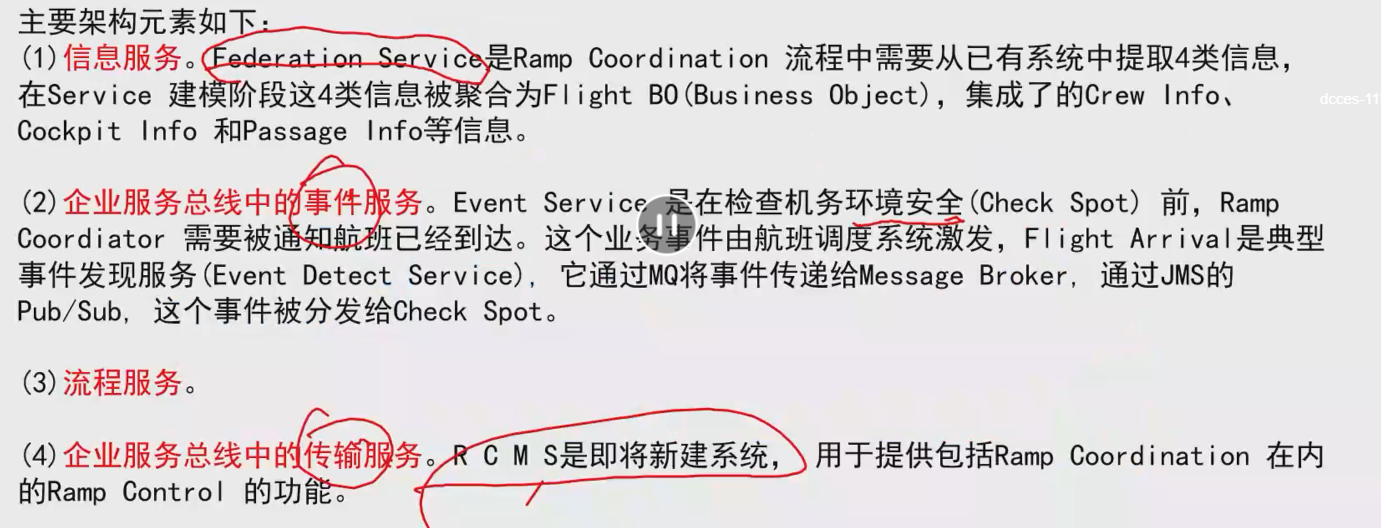 主要架构元素如下：
(1)信息服务。Federation Service是Ramp Coordination 流程中需要从已有系统中提取4类信息，
在Service 建模阶段这4类信息被聚合为Flight BO(Business Object)，集成了的Crew Info、
dcces-11
Cockpit Info 和Passage Info等信息。
(2)企业服务总线中的事件服务。Event Service 是在检查机务环境安全(Check Spot) 前，Ramp
Coordiator 需要被通知航班已经到达。这个业务事件由航班调度系统激发，Flight Arrival是典型
事件发现服务(Event Detect Service)，它通过MQ将事件传递给Message Broker，通过JMS的
Pub/Sub，这个事件被分发给Check Spot。
(3)流程服务。
(4)企业服务总线中的传输服务。R C M S是即将新建系统，用于提供包括Ramp Coordination 在内
的Ramp Control 的功能。